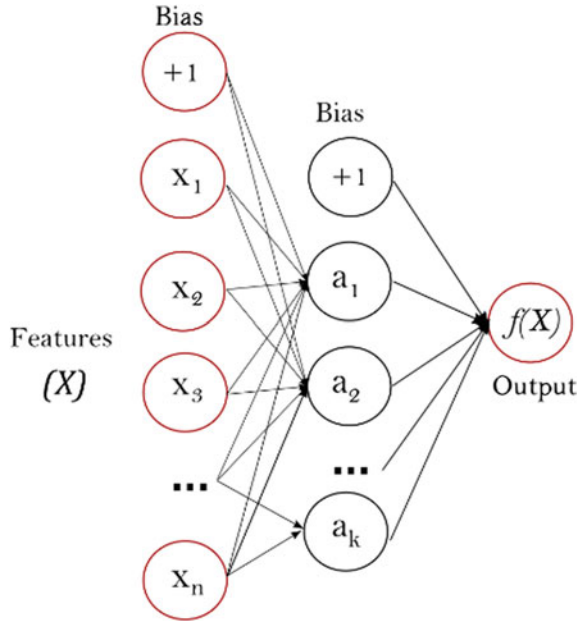 Bias
+1
x1
x2
x3
...
xn
Features
(X)
Bias
+1
a1
a2
...
ak
f(X)
Output